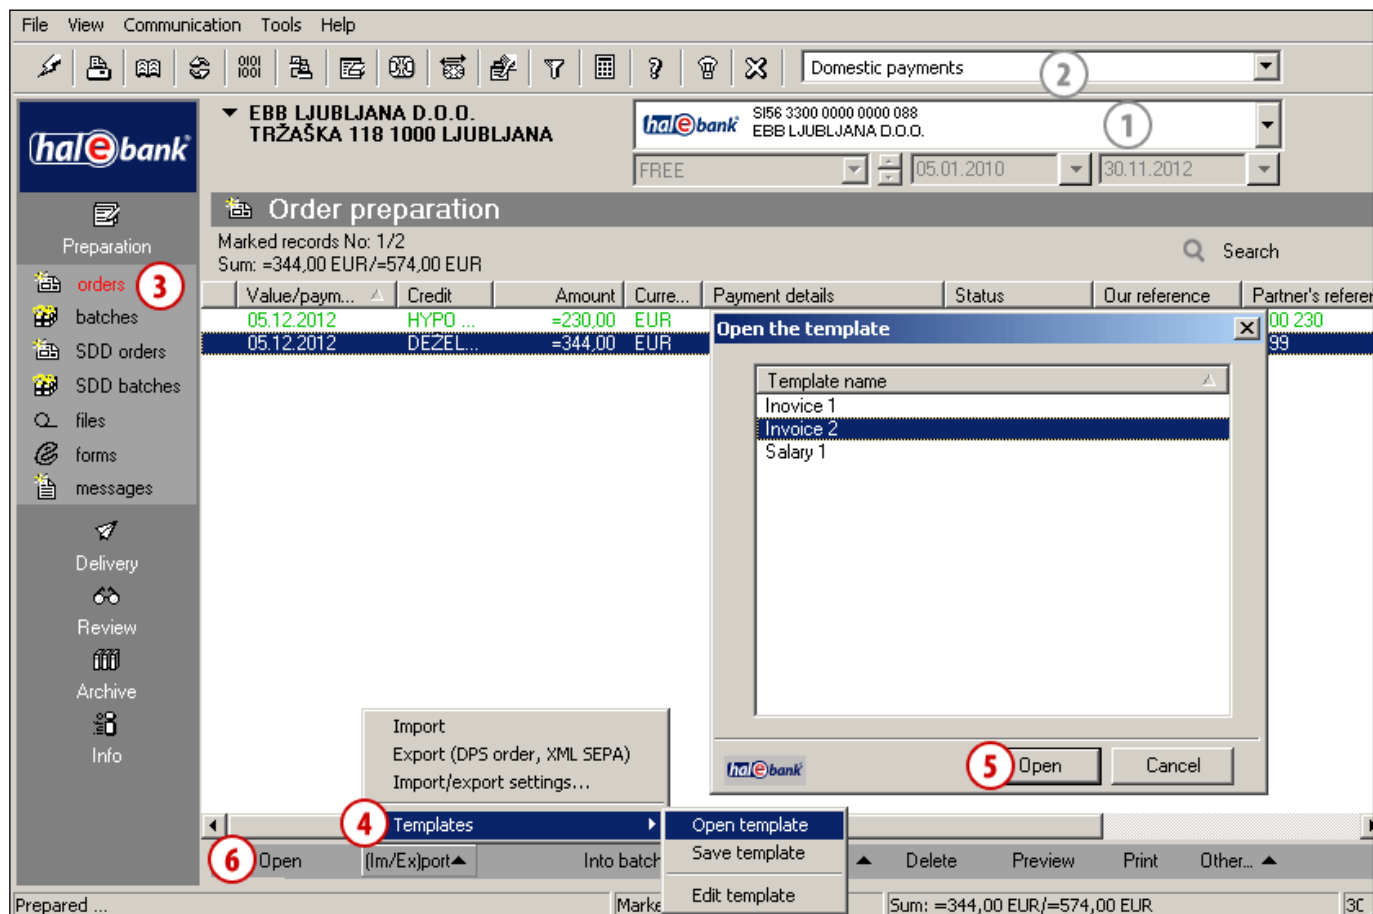 File View Communication Tools Help
Domestic payments 2
hal e bank
EBB LJUBLJANA D.O.O.
TRŽAŠKA 118 1000 LJUBLJANA
hal e bank
SI56 3300 0000 0000 088
EBB LJUBLJANA D.O.O.
1
FREE 05.01.2010 30.11.2012
Order preparation
Marked records No: 1/2
Sum: =344,00 EUR/=574,00 EUR
Search
Preparation
orders 3
batches
SDD orders
SDD batches
files
forms
messages
Delivery
Review
Archive
Info
Value/paym... Credit Amount Curre... Payment details Status Our reference Partner's referen
05.12.2012 HYPO ... =230,00 EUR 00 230
05.12.2012 DEŽEL... =344,00 EUR 99
Open the template
Template name
Inovice 1
Invoice 2
Salary 1
hal e bank
5 Open Cancel
Import
Export (DPS order, XML SEPA)
Import/export settings...
4 Templates
Open template
Save template
Edit template
6 Open (Im/Ex)port Into batch Delete Preview Print Other...
Prepared ... Marke Sum: =344,00 EUR/=574,00 EUR